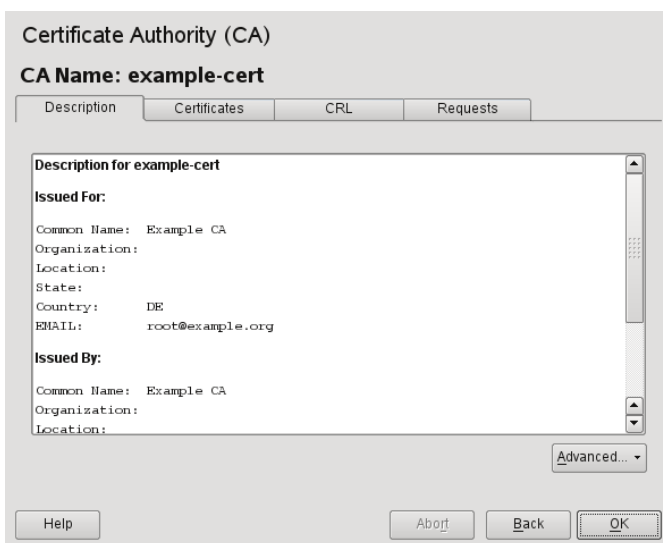 Certificate Authority (CA)
CA Name: example-cert
Description Certificates CRL Requests
Description for example-cert
Issued For:
Common Name: Example CA
Organization:
Location:
State:
Country: DE
EMAIL: root@example.org
Issued By:
Common Name: Example CA
Organization:
Location:
Advanced...
Help Abort Back OK